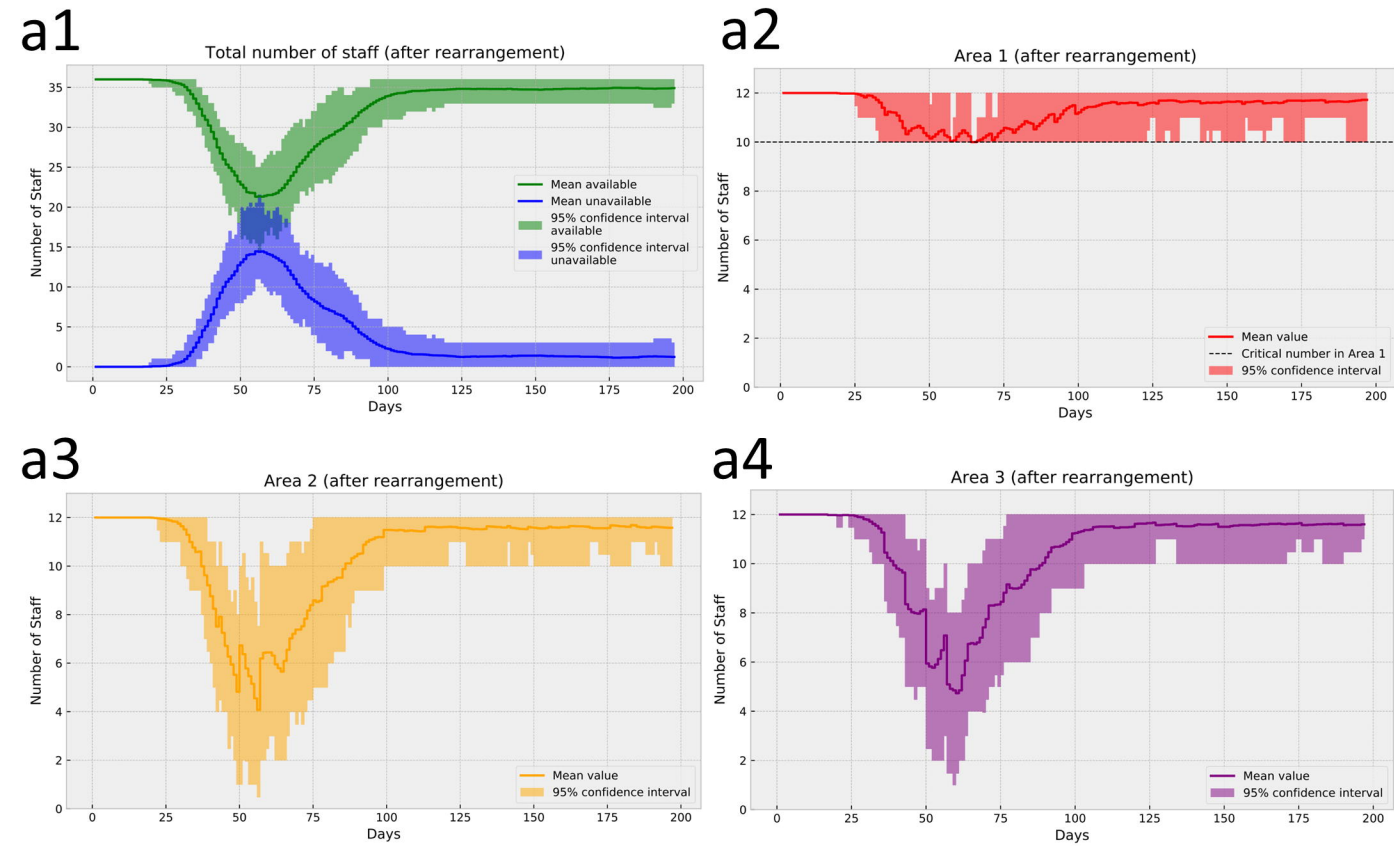 a1
Total number of staff (after rearrangement)
Number of Staff
35
30
25
20
15
10
5
0
Mean available
Mean unavailable
95% confidence interval
available
95% confidence interval
unavailable
0 25 50 75 100 125 150 175 200
Days
a2
Area 1 (after rearrangement)
Number of Staff
12
10
8
6
4
2
0
Mean value
Critical number in Area 1
95% confidence interval
0 25 50 75 100 125 150 175 200
Days
a3
Area 2 (after rearrangement)
Number of Staff
12
10
8
6
4
2
0
Mean value
95% confidence interval
0 25 50 75 100 125 150 175 200
Days
a4
Area 3 (after rearrangement)
Number of Staff
12
10
8
6
4
2
0
Mean value
95% confidence interval
0 25 50 75 100 125 150 175 200
Days